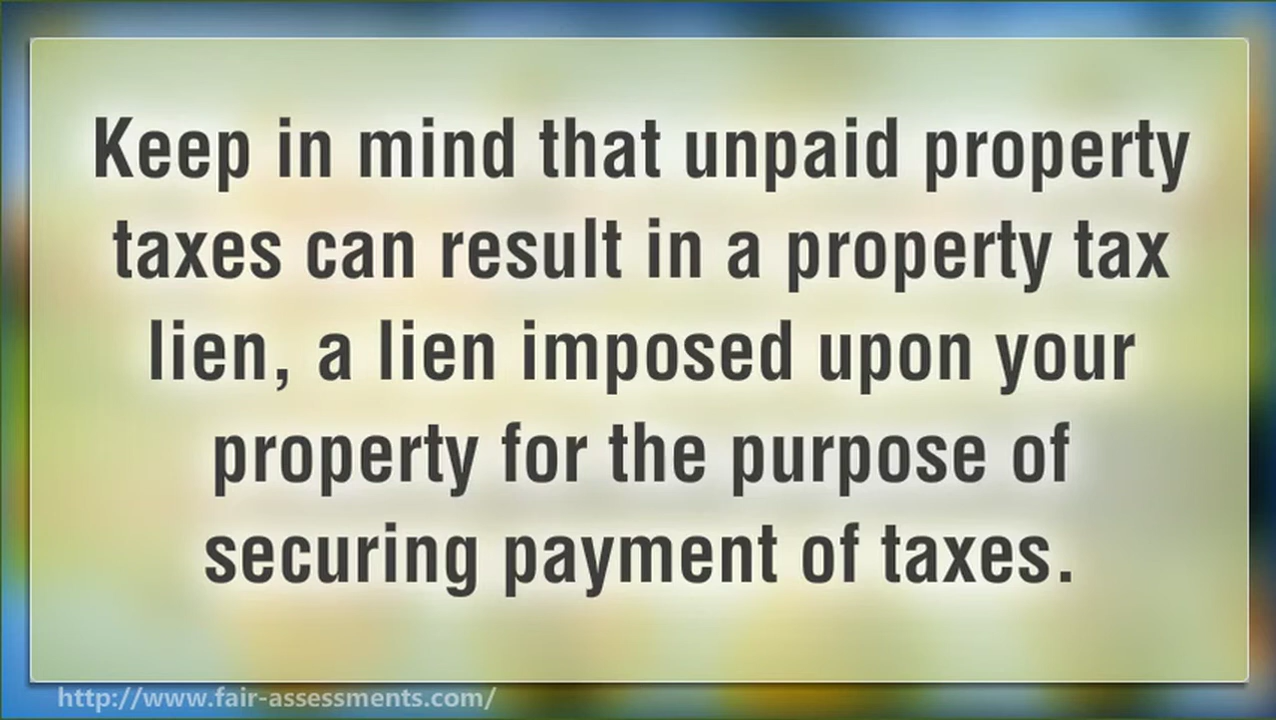 Keep in mind that unpaid property
taxes can result in a property tax
lien, a lien imposed upon your
property for the purpose of
securing payment of taxes.
http://www.fair-assessments.com/